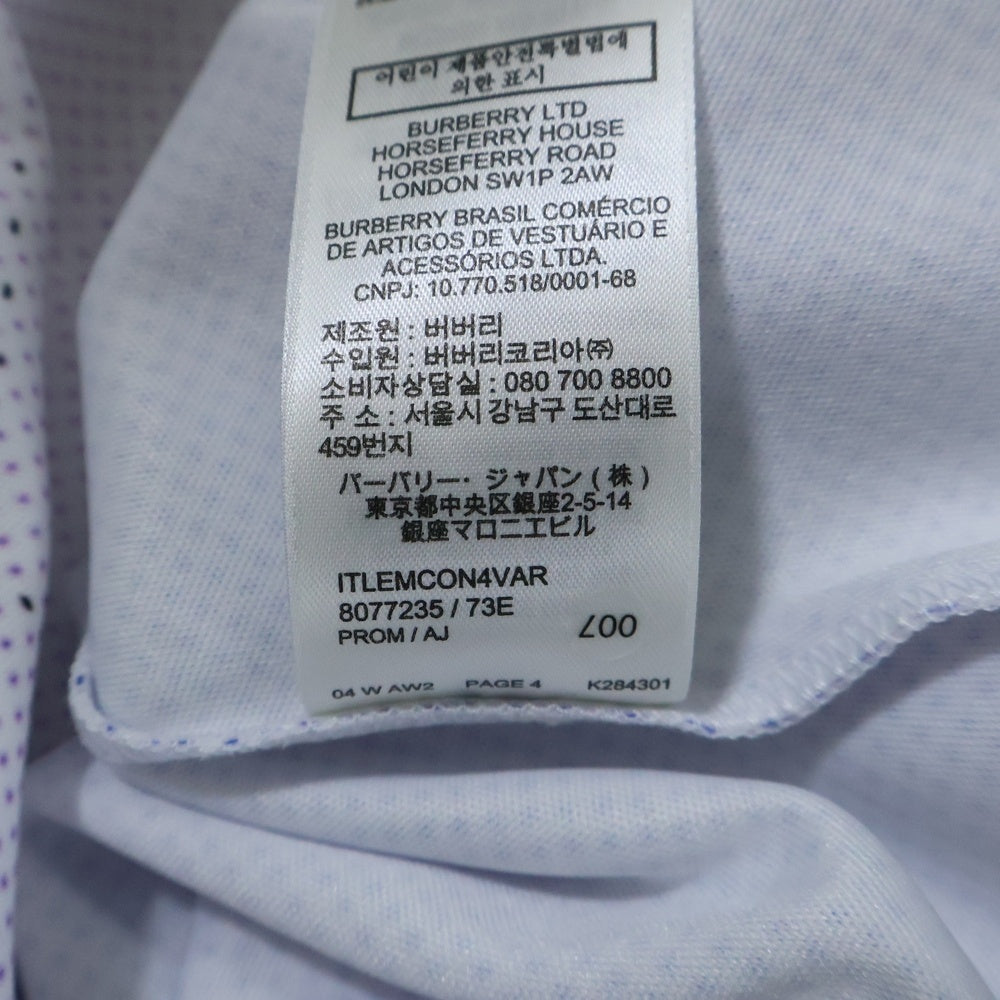 어린이 제품안전특별법에
의한 표시
BURBERRY LTD
HORSEFERRY HOUSE
HORSEFERRY ROAD
LONDON SW1P 2AW
BURBERRY BRASIL COMÉRCIO
DE ARTIGOS DE VESTUÁRIO E
ACESSÓRIOS LTDA.
CNPJ: 10.770.518/0001-68
제조원 : 버버리
수입원 : 버버리코리아㈜
소비자상담실 : 080 700 8800
주 소 : 서울시 강남구 도산대로
459번지
バーバリー・ジャパン ( 株 )
東京都中央区銀座2-5-14
銀座マロニエビル
ITLEMCON4VAR
8077235 / 73E
PROM / AJ
007
04 W AW2 PAGE 4 K284301